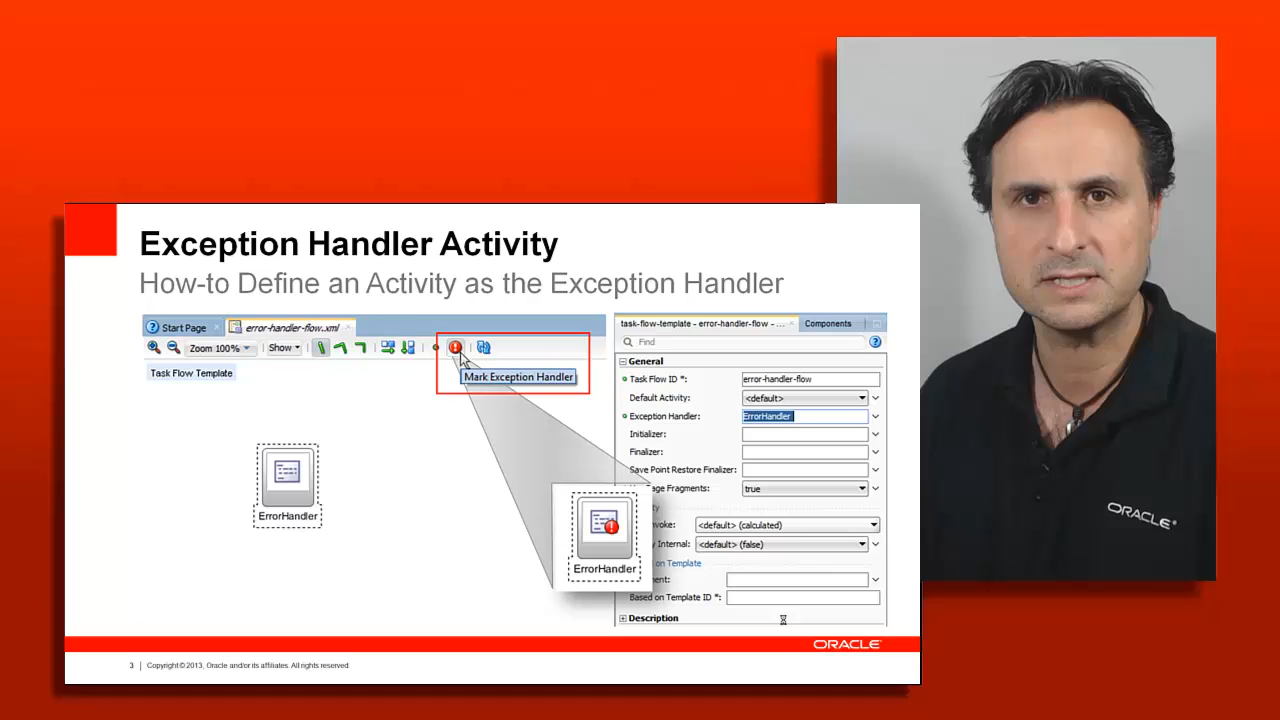 Exception Handler Activity
How-to Define an Activity as the Exception Handler
Start Page
error-handler-flow.xml
Zoom 100%
Show
Mark Exception Handler
Task Flow Template
ErrorHandler
ErrorHandler
task-flow-template - error-handler-flow - ...
Components
Find
General
Task Flow ID *: error-handler-flow
Default Activity: <default>
Exception Handler: ErrorHandler
Initializer:
Finalizer:
Save Point Restore Finalizer:
Page Fragments: true
<default> (calculated)
Internal: <default> (false)
on Template
Based on Template ID *:
Description
ORACLE
3 | Copyright © 2013, Oracle and/or its affiliates. All rights reserved.
ORACLE